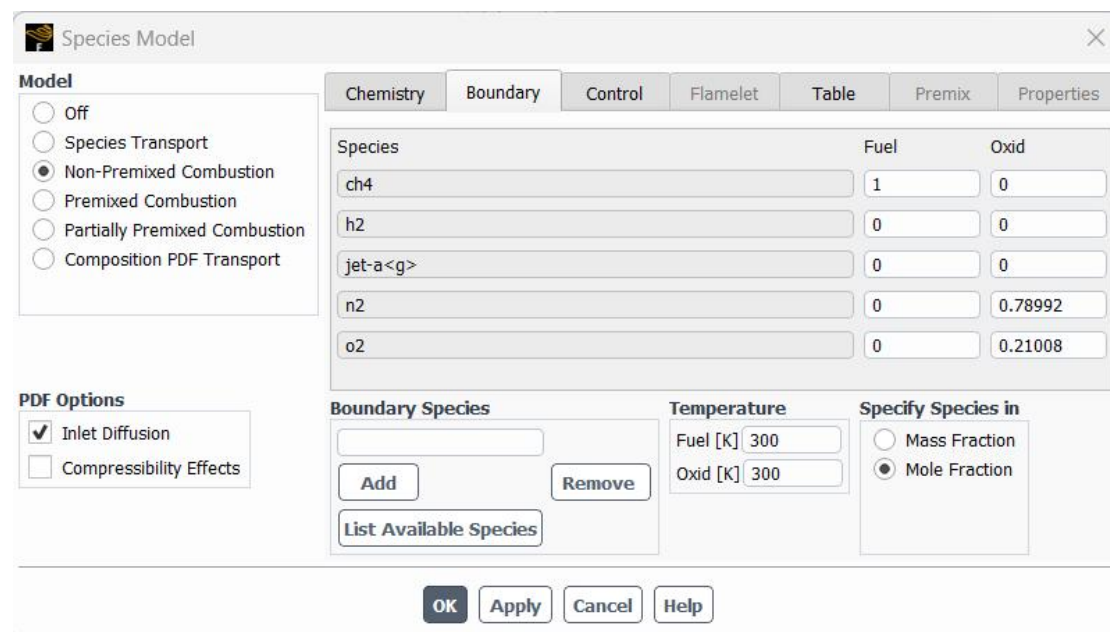 Species Model
Model
Off
Species Transport
Non-Premixed Combustion
Premixed Combustion
Partially Premixed Combustion
Composition PDF Transport
PDF Options
Inlet Diffusion
Compressibility Effects
Chemistry Boundary Control Flamelet Table Premix Properties
Species Fuel Oxid
ch4 1 0
h2 0 0
jet-a<g> 0 0
n2 0 0.78992
o2 0 0.21008
Boundary Species
Add Remove
List Available Species
Temperature
Fuel [K] 300
Oxid [K] 300
Specify Species in
Mass Fraction
Mole Fraction
OK Apply Cancel Help